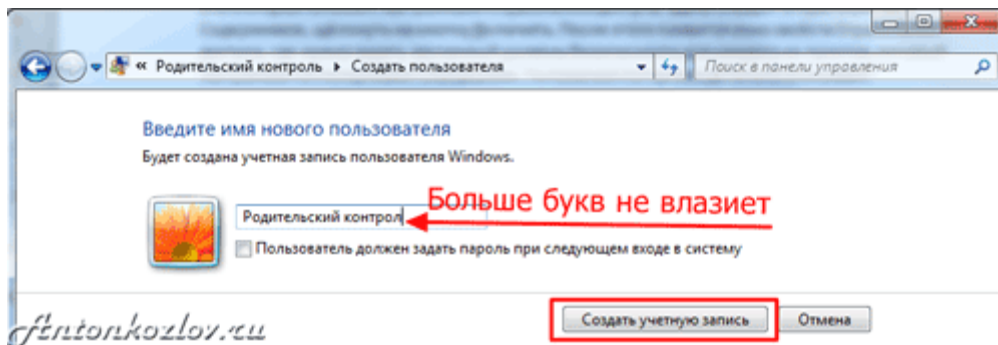 « Родительский контроль ▸ Создать пользователя
Поиск в панели управления
Введите имя нового пользователя
Будет создана учетная запись пользователя Windows.
Больше букв не влазиет
Родительский контрол
Пользователь должен задать пароль при следующем входе в систему
Создать учетную запись
Отмена
Antonkozlov.ru